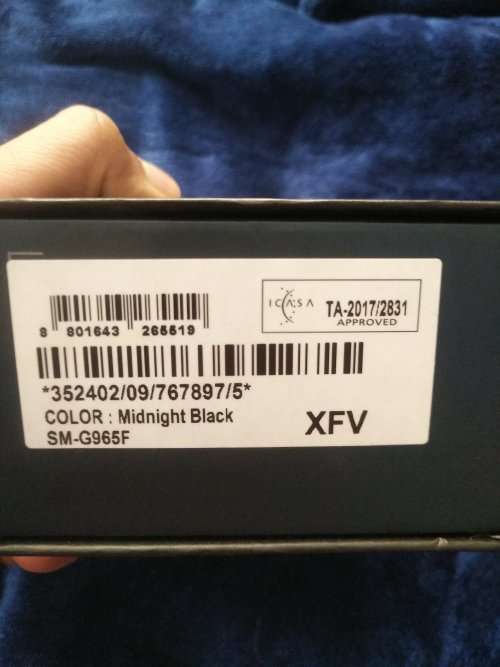 8 801643 265519
ICASA
TA-2017/2831
APPROVED
*352402/09/767897/5*
COLOR : Midnight Black
SM-G965F
XFV